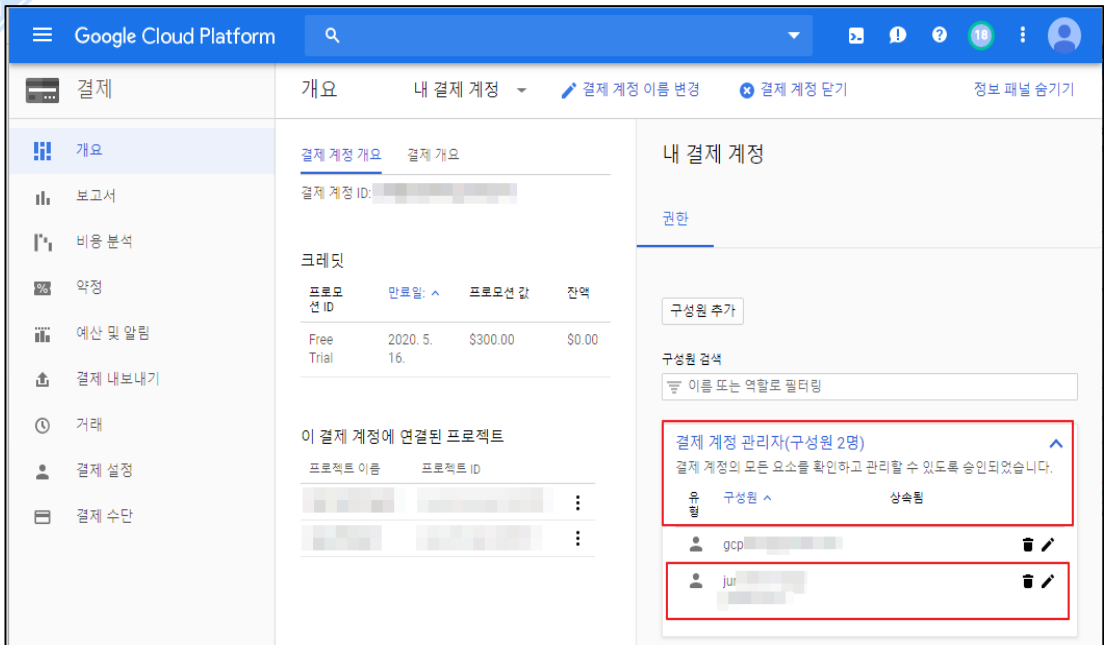 Google Cloud Platform
18
결제
개요 내 결제 계정 결제 계정 이름 변경 결제 계정 닫기 정보 패널 숨기기
개요
보고서
비용 분석
약정
예산 및 알림
결제 내보내기
거래
결제 설정
결제 수단
결제 계정 개요 결제 개요
결제 계정 ID:
크레딧
프로모션 ID 만료일: 프로모션 값 잔액
Free Trial 2020. 5. 16. $300.00 $0.00
이 결제 계정에 연결된 프로젝트
프로젝트 이름 프로젝트 ID
내 결제 계정
권한
구성원 추가
구성원 검색
이름 또는 역할로 필터링
결제 계정 관리자(구성원 2명)
결제 계정의 모든 요소를 확인하고 관리할 수 있도록 승인되었습니다.
유형 구성원 상속됨
gcp
jur